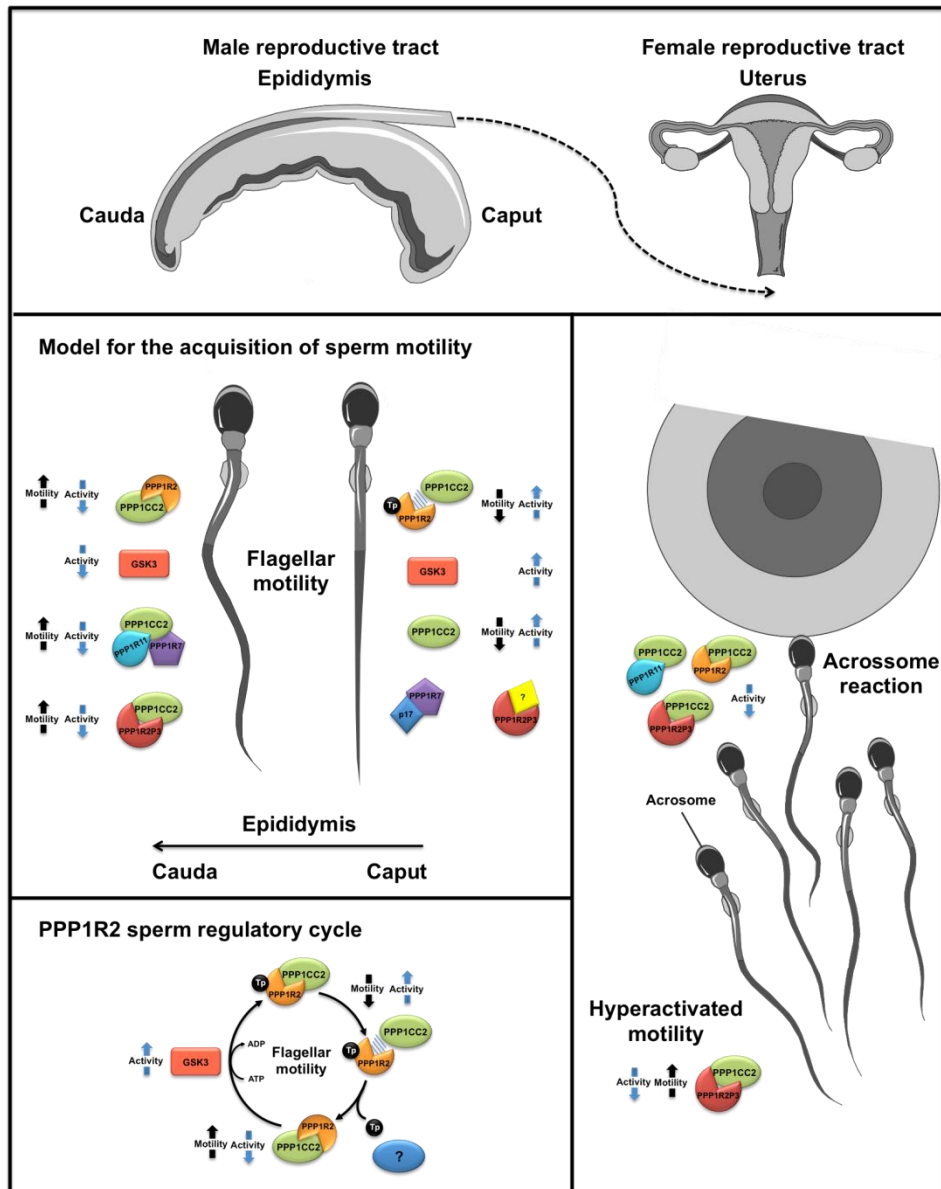 Male reproductive tract
Epididymis
Female reproductive tract
Uterus
Cauda
Caput
Model for the acquisition of sperm motility
Motility
Activity
PPP1R2
PPP1CC2
Activity
GSK3
Motility
Activity
PPP1CC2
PPP1R11
PPP1R7
Motility
Activity
PPP1CC2
PPP1R2P3
Flagellar
motility
PPP1CC2
Tp
PPP1R2
Motility
Activity
GSK3
Activity
PPP1CC2
Motility
Activity
PPP1R7
p17
?
PPP1R2P3
Epididymis
Cauda
Caput
PPP1R2 sperm regulatory cycle
Tp
PPP1CC2
PPP1R2
Motility
Activity
PPP1CC2
Tp
PPP1R2
Activity
GSK3
ADP
ATP
Flagellar
motility
Tp
?
Motility
Activity
PPP1R2
PPP1CC2
PPP1CC2
PPP1R11
PPP1CC2
PPP1R2
PPP1CC2
PPP1R2P3
Activity
Acrossome
reaction
Acrosome
Hyperactivated
motility
Activity
Motility
PPP1CC2
PPP1R2P3